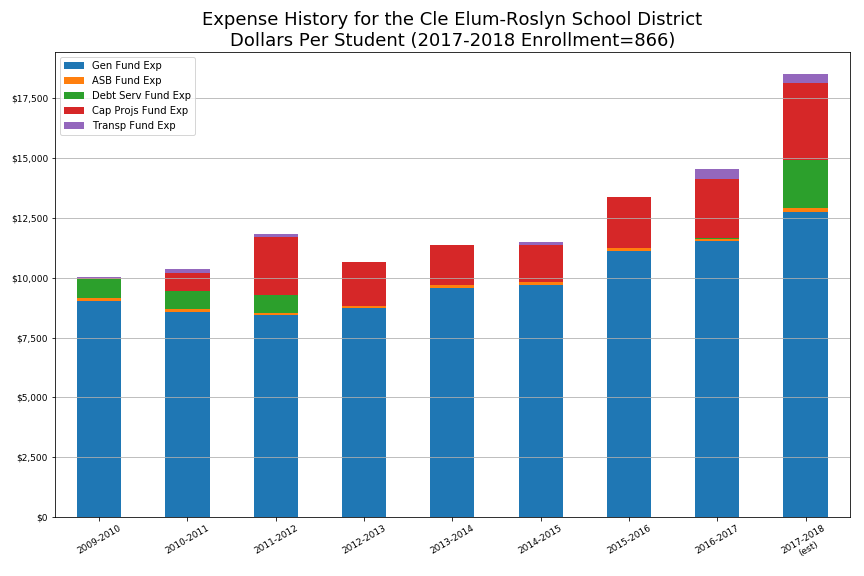 Expense History for the Cle Elum-Roslyn School District
Dollars Per Student (2017-2018 Enrollment=866)
Gen Fund Exp
ASB Fund Exp
Debt Serv Fund Exp
Cap Projs Fund Exp
Transp Fund Exp
$17,500
$15,000
$12,500
$10,000
$7,500
$5,000
$2,500
$0
2009-2010
2010-2011
2011-2012
2012-2013
2013-2014
2014-2015
2015-2016
2016-2017
2017-2018
(est)